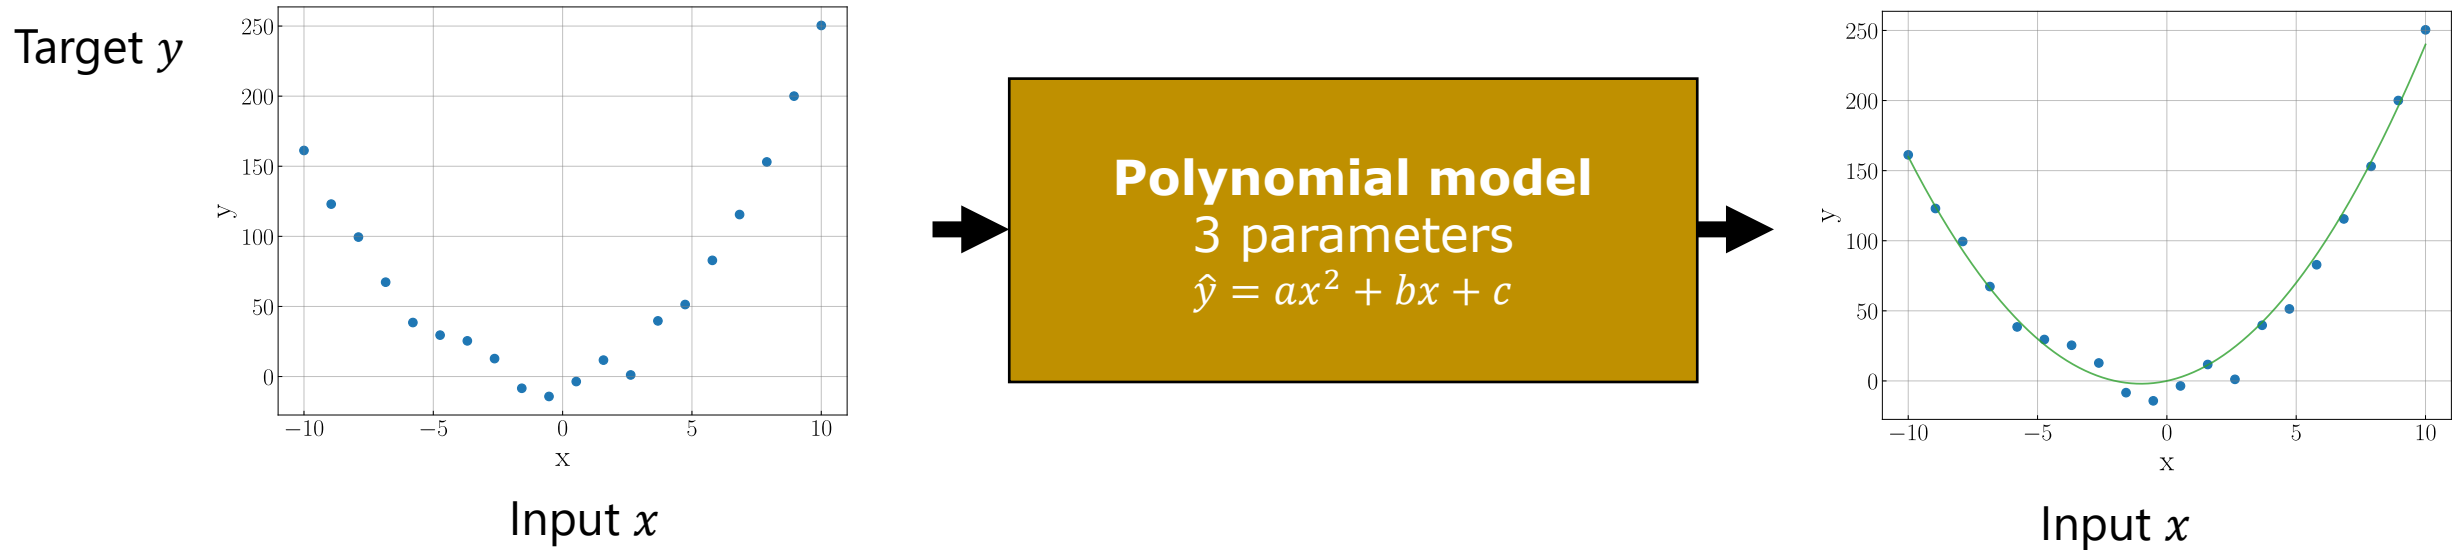 Target y
250
200
150
100
50
0
y
−10 −5 0 5 10
x
Input x
Polynomial model
3 parameters
ŷ = ax² + bx + c
250
200
150
100
50
0
y
−10 −5 0 5 10
x
Input x